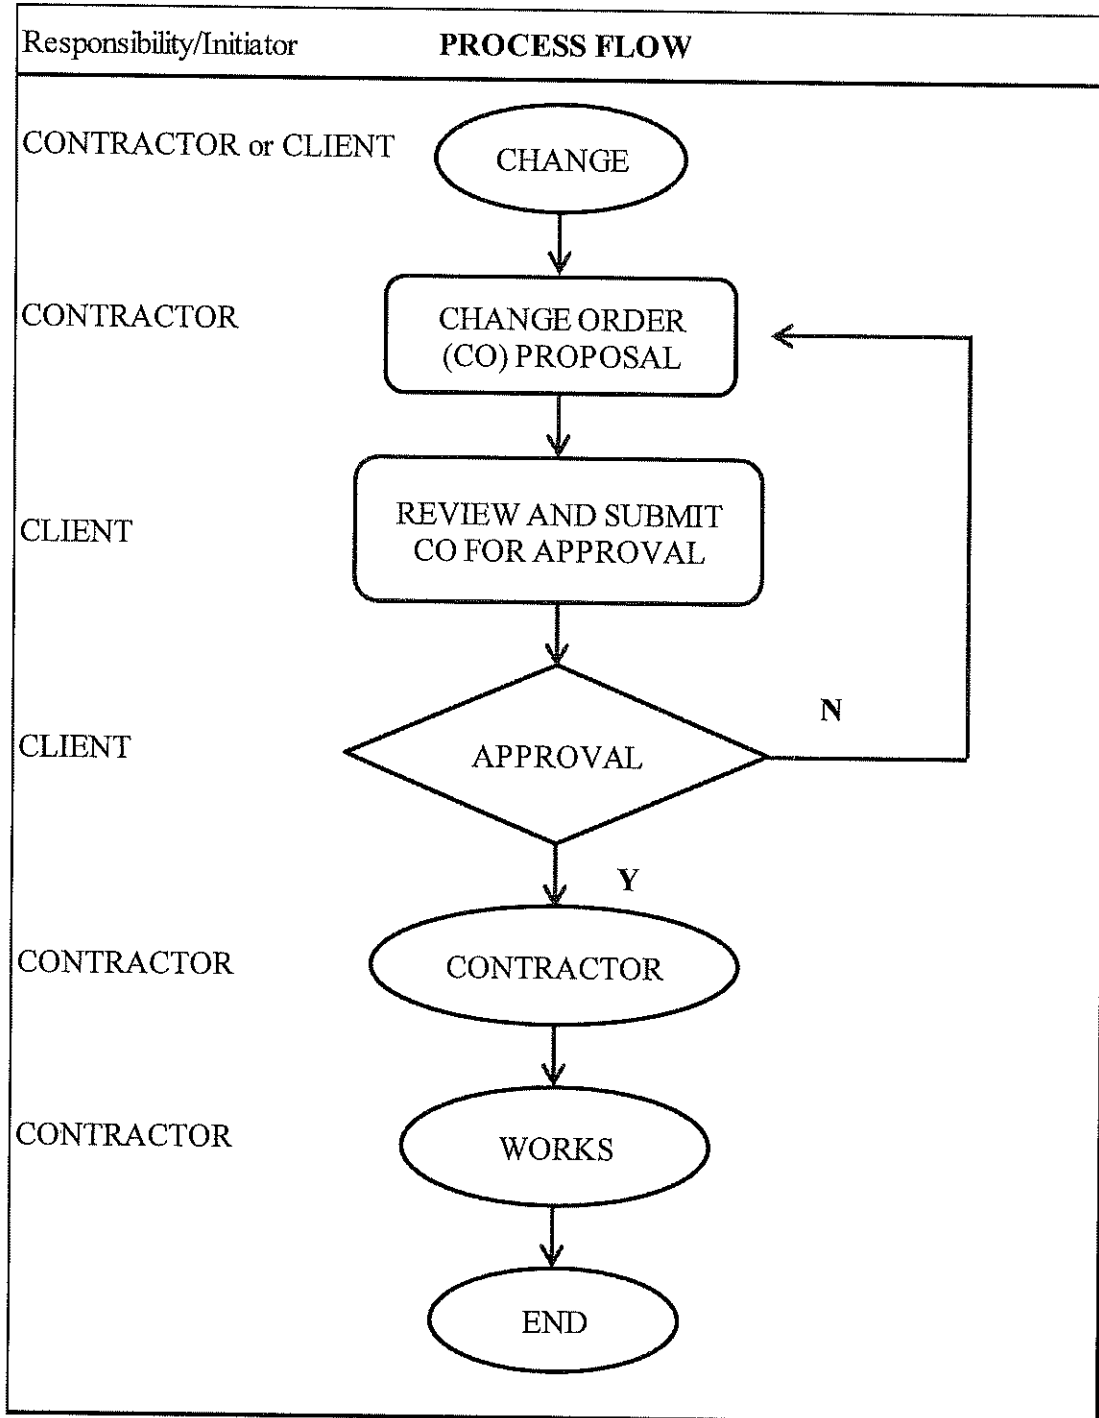 Responsibility/Initiator PROCESS FLOW
CONTRACTOR or CLIENT CHANGE
CONTRACTOR CHANGE ORDER
(CO) PROPOSAL
CLIENT REVIEW AND SUBMIT
CO FOR APPROVAL
N
CLIENT APPROVAL
Y
CONTRACTOR CONTRACTOR
CONTRACTOR WORKS
END